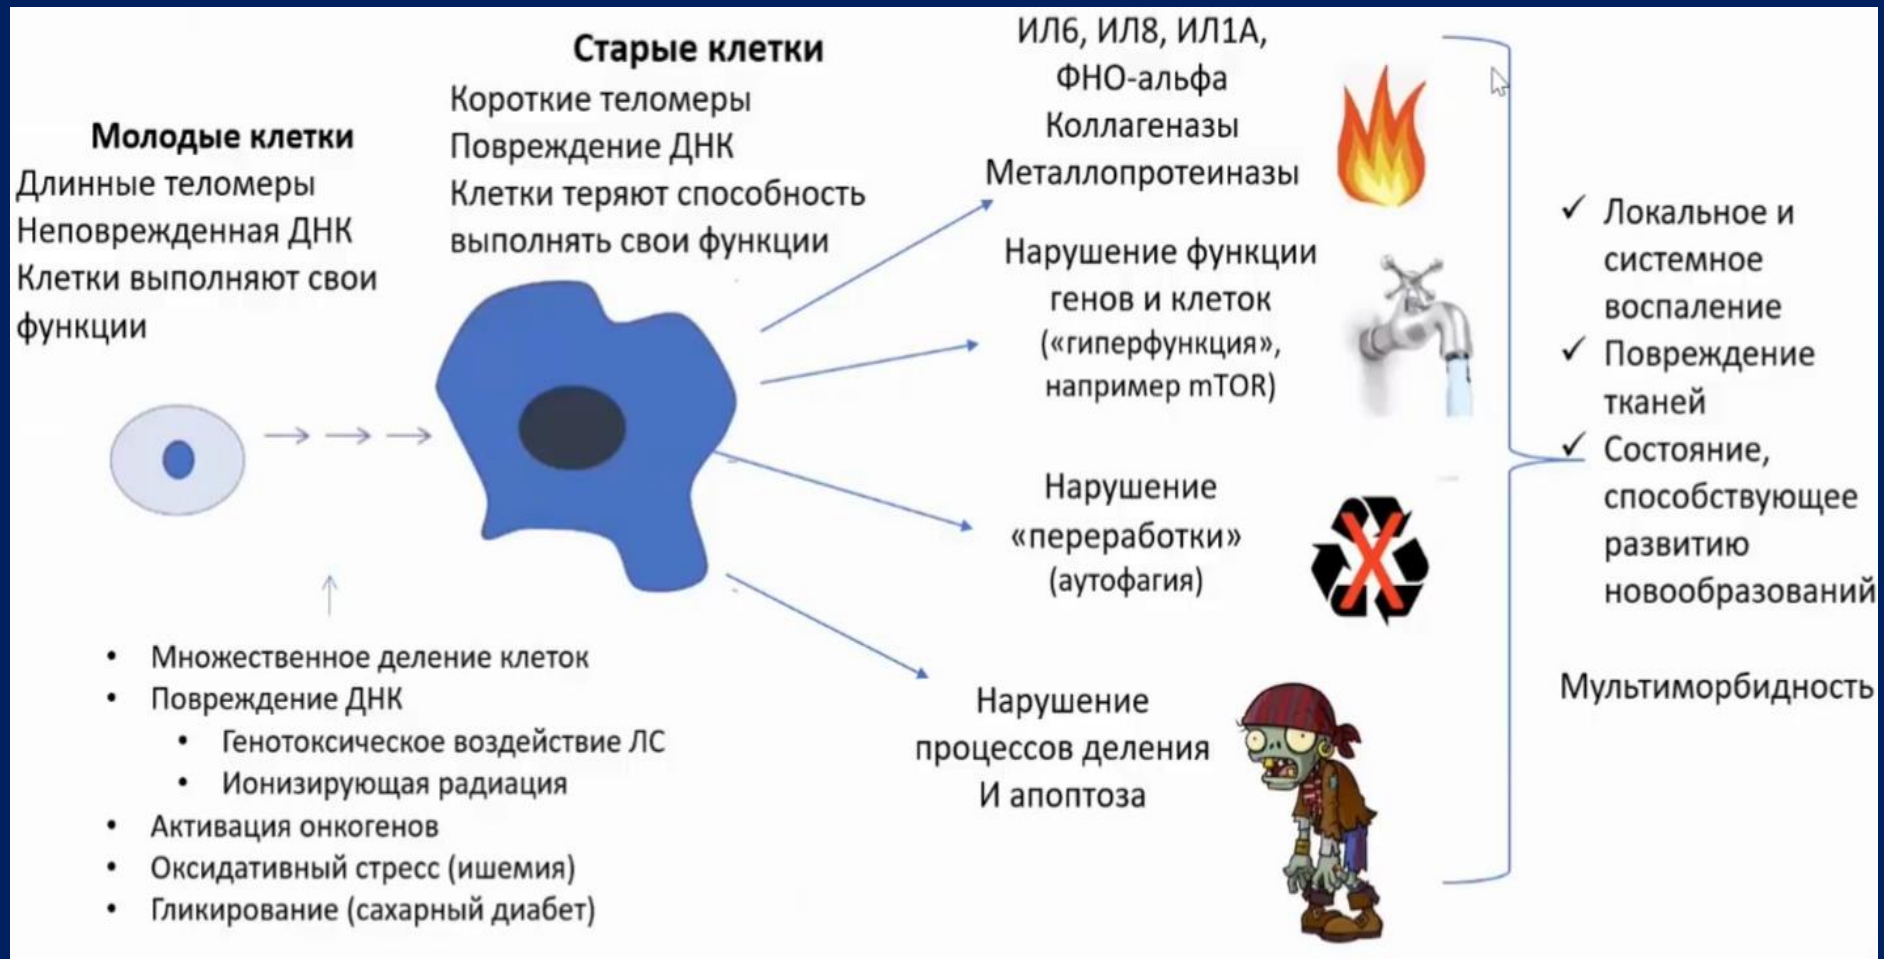 Молодые клетки
Длинные теломеры
Неповрежденная ДНК
Клетки выполняют свои
функции
Старые клетки
Короткие теломеры
Повреждение ДНК
Клетки теряют способность
выполнять свои функции
• Множественное деление клеток
• Повреждение ДНК
• Генотоксическое воздействие ЛС
• Ионизирующая радиация
• Активация онкогенов
• Оксидативный стресс (ишемия)
• Гликирование (сахарный диабет)
ИЛ6, ИЛ8, ИЛ1А,
ФНО-альфа
Коллагеназы
Металлопротеиназы
Нарушение функции
генов и клеток
(«гиперфункция»,
например mTOR)
Нарушение
«переработки»
(аутофагия)
Нарушение
процессов деления
И апоптоза
✓ Локальное и
системное
воспаление
✓ Повреждение
тканей
✓ Состояние,
способствующее
развитию
новообразований
Мультиморбидность